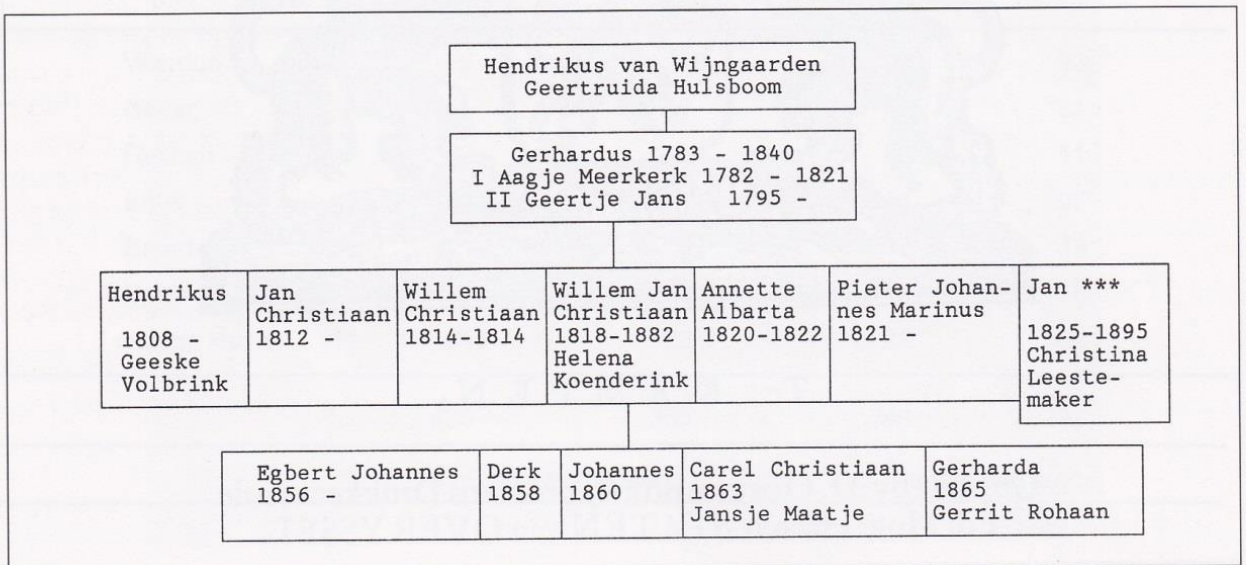 Hendrikus van Wijngaarden
Geertruida Hulsboom
Gerhardus 1783 - 1840
I Aagje Meerkerk 1782 - 1821
II Geertje Jans 1795 -
Hendrikus
1808 -
Geeske
Volbrink
Jan
Christiaan
1812 -
Willem
Christiaan
1814-1814
Willem Jan
Christiaan
1818-1882
Helena
Koenderink
Annette
Albarta
1820-1822
Pieter Johan-
nes Marinus
1821 -
Jan ***
1825-1895
Christina
Leeste-
maker
Egbert Johannes
1856 -
Derk
1858
Johannes
1860
Carel Christiaan
1863
Jansje Maatje
Gerharda
1865
Gerrit Rohaan